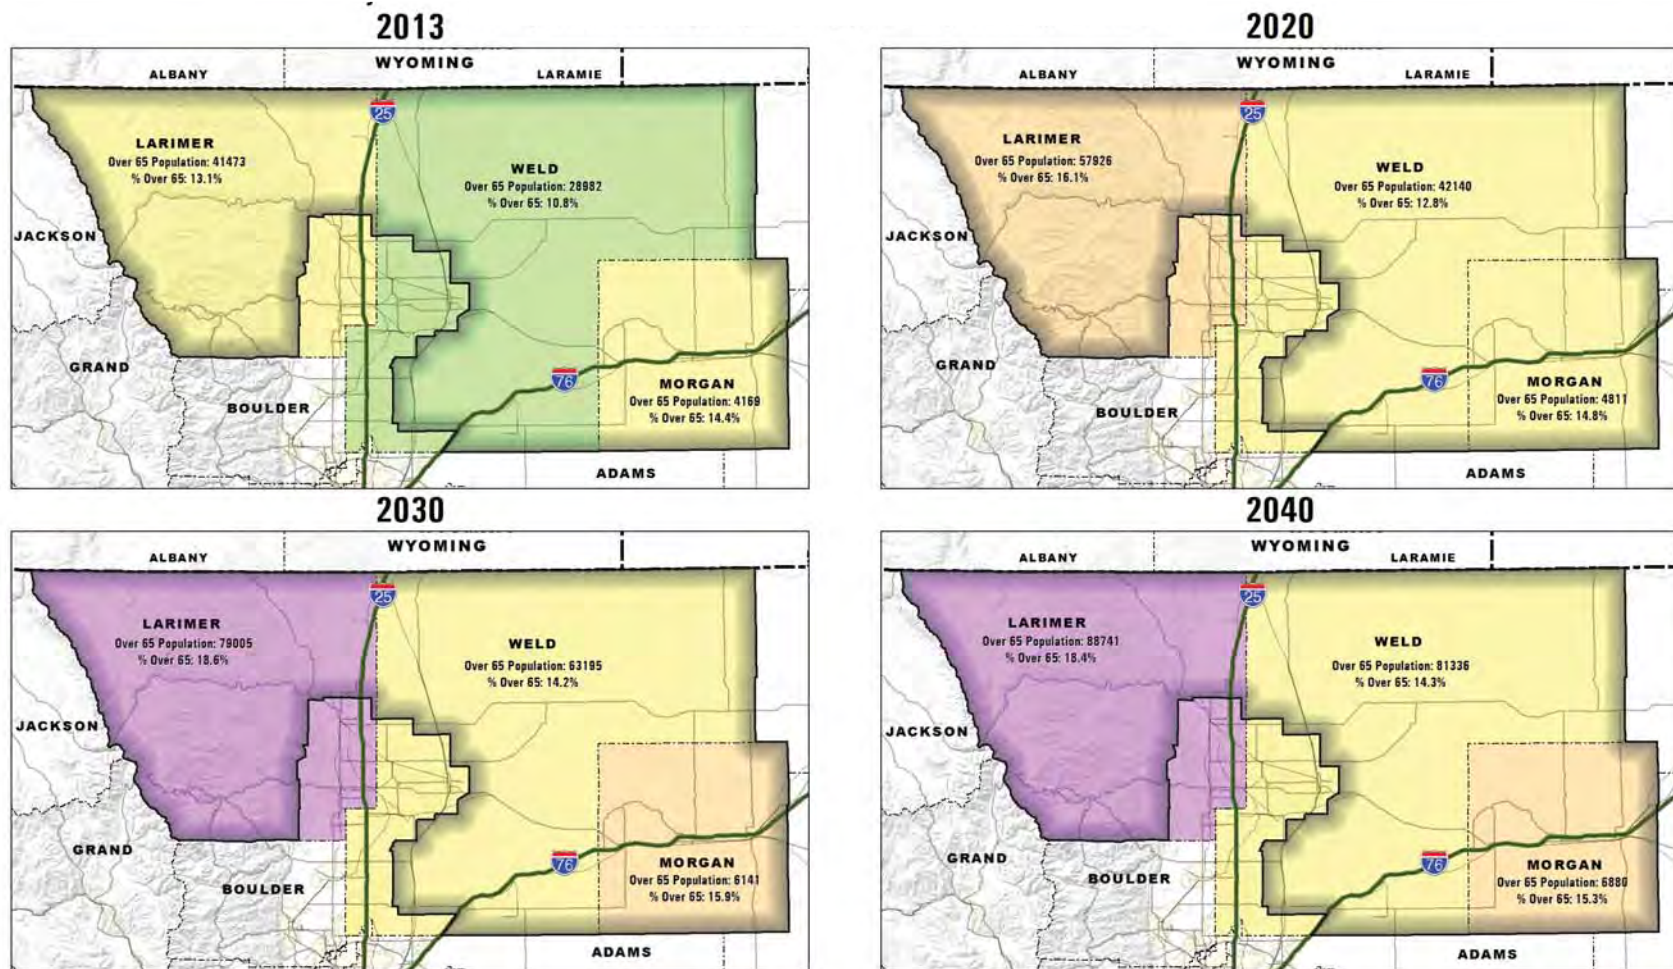 2013
WYOMING
ALBANY
LARAMIE
25
LARIMER
Over 65 Population: 41473
% Over 65: 13.1%
WELD
Over 65 Population: 28982
% Over 65: 10.8%
JACKSON
GRAND
76
MORGAN
Over 65 Population: 4169
% Over 65: 14.4%
BOULDER
ADAMS
2020
WYOMING
ALBANY
LARAMIE
25
LARIMER
Over 65 Population: 57926
% Over 65: 16.1%
WELD
Over 65 Population: 42140
% Over 65: 12.8%
JACKSON
GRAND
76
MORGAN
Over 65 Population: 4811
% Over 65: 14.8%
BOULDER
ADAMS
2030
WYOMING
ALBANY
25
LARIMER
Over 65 Population: 79005
% Over 65: 18.6%
WELD
Over 65 Population: 63195
% Over 65: 14.2%
JACKSON
GRAND
76
MORGAN
Over 65 Population: 6141
% Over 65: 15.9%
BOULDER
ADAMS
2040
WYOMING
ALBANY
LARAMIE
25
LARIMER
Over 65 Population: 88741
% Over 65: 18.4%
WELD
Over 65 Population: 81336
% Over 65: 14.3%
JACKSON
GRAND
76
MORGAN
Over 65 Population: 6880
% Over 65: 15.3%
BOULDER
ADAMS